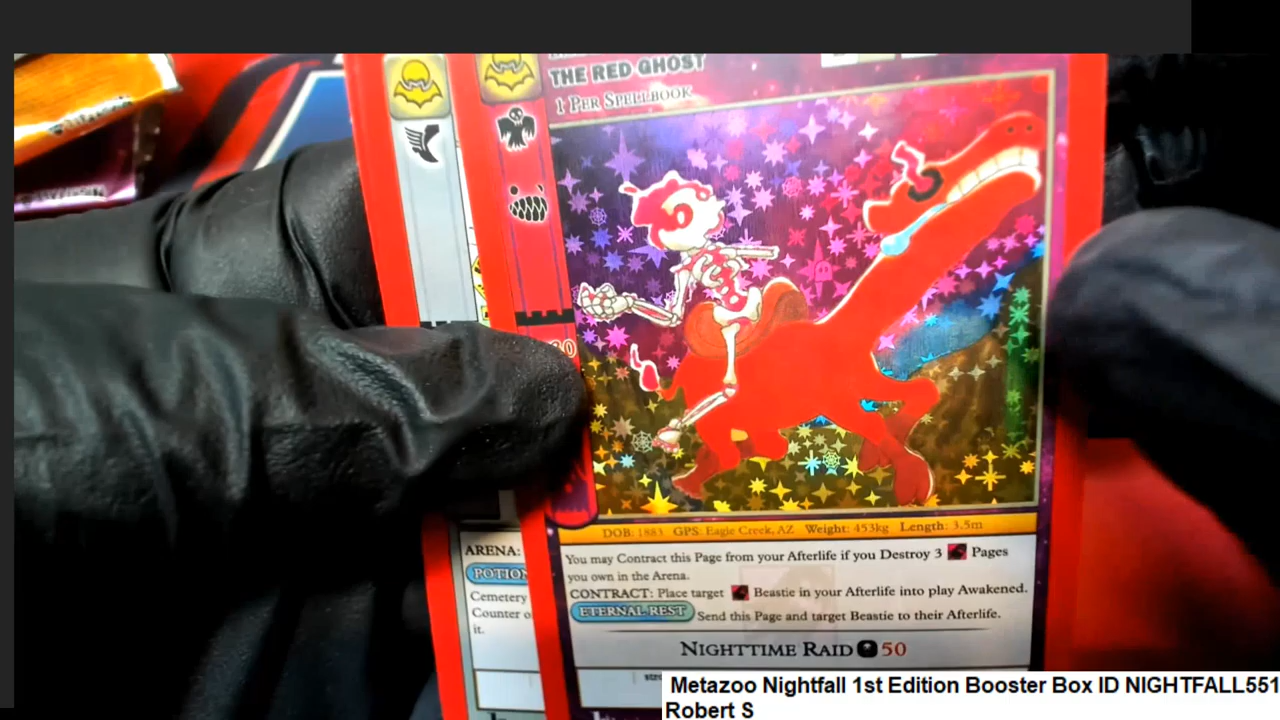 THE RED GHOST
1 PER SPELLBOOK
DOB: 1883 GPS: Eagle Creek, AZ Weight: 453kg Length: 3.5m
You may Contract this Page from your Afterlife if you Destroy 3 Pages
you own in the Arena.
CONTRACT: Place target Beastie in your Afterlife into play Awakened.
ETERNAL REST Send this Page and target Beastie to their Afterlife.
NIGHTTIME RAID 50
ARENA:
POTION
Cemetery
Counter
it.
Metazoo Nightfall 1st Edition Booster Box ID NIGHTFALL551
Robert S